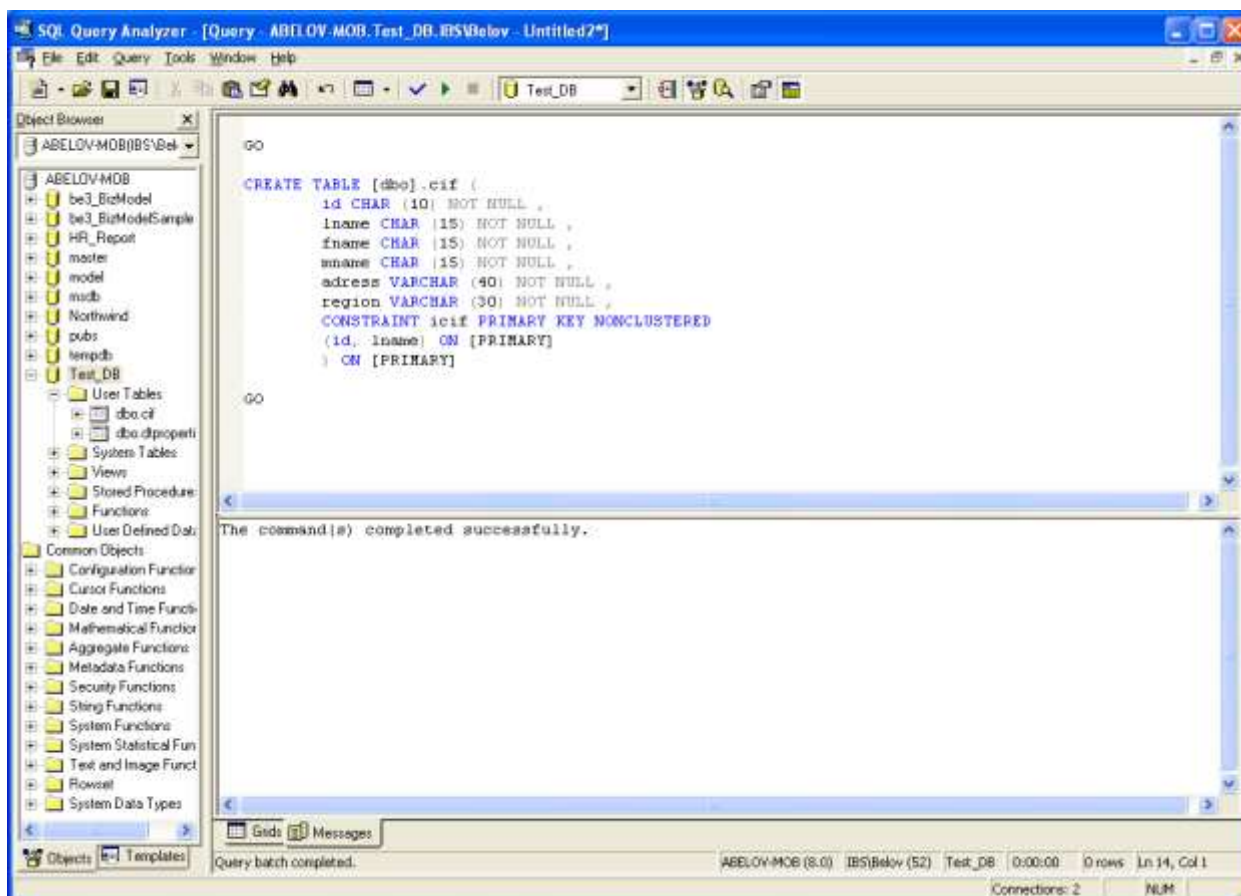 SQL Query Analyzer - [Query - ABELOV-MOB.Test_DB.IBS\Belov - Untitled2*]
File Edit Query Tools Window Help
Test_DB
Object Browser
ABELOV-MOB(IBS\Bel
ABELOV-MOB
be3_BizModel
be3_BizModelSample
HR_Report
master
model
msdb
Northwind
pubs
tempdb
Test_DB
User Tables
dbo.cif
dbo.dtproperti
System Tables
Views
Stored Procedure
Functions
User Defined Data
Common Objects
Configuration Function
Cursor Functions
Date and Time Functi
Mathematical Function
Aggregate Functions
Metadata Functions
Security Functions
String Functions
System Functions
System Statistical Fun
Text and Image Funct
Rowset
System Data Types
Objects Templates
GO
CREATE TABLE [dbo].cif (
id CHAR (10) NOT NULL ,
lname CHAR (15) NOT NULL ,
fname CHAR (15) NOT NULL ,
mname CHAR (15) NOT NULL ,
adress VARCHAR (40) NOT NULL ,
region VARCHAR (30) NOT NULL ,
CONSTRAINT icif PRIMARY KEY NONCLUSTERED
(id, lname) ON [PRIMARY]
) ON [PRIMARY]
GO
The command(s) completed successfully.
Grids Messages
Query batch completed. ABELOV-MOB (8.0) IBS\Belov (52) Test_DB 0:00:00 0 rows Ln 14, Col 1
Connections: 2 NUM